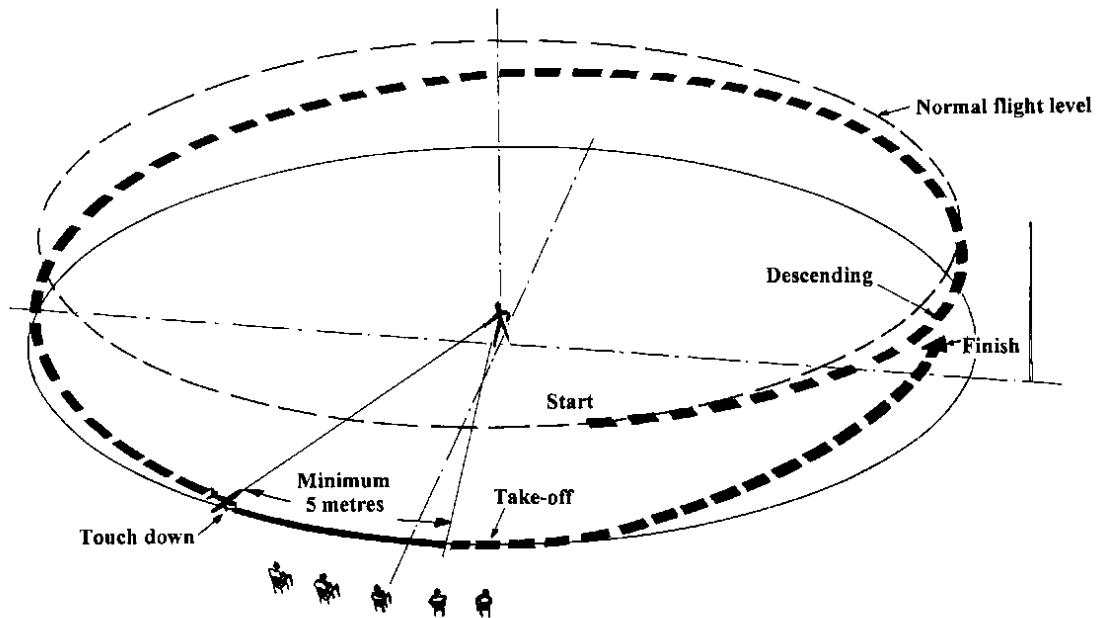 Normal flight level
Descending
Finish
Start
Minimum
5 metres
Take-off
Touch down